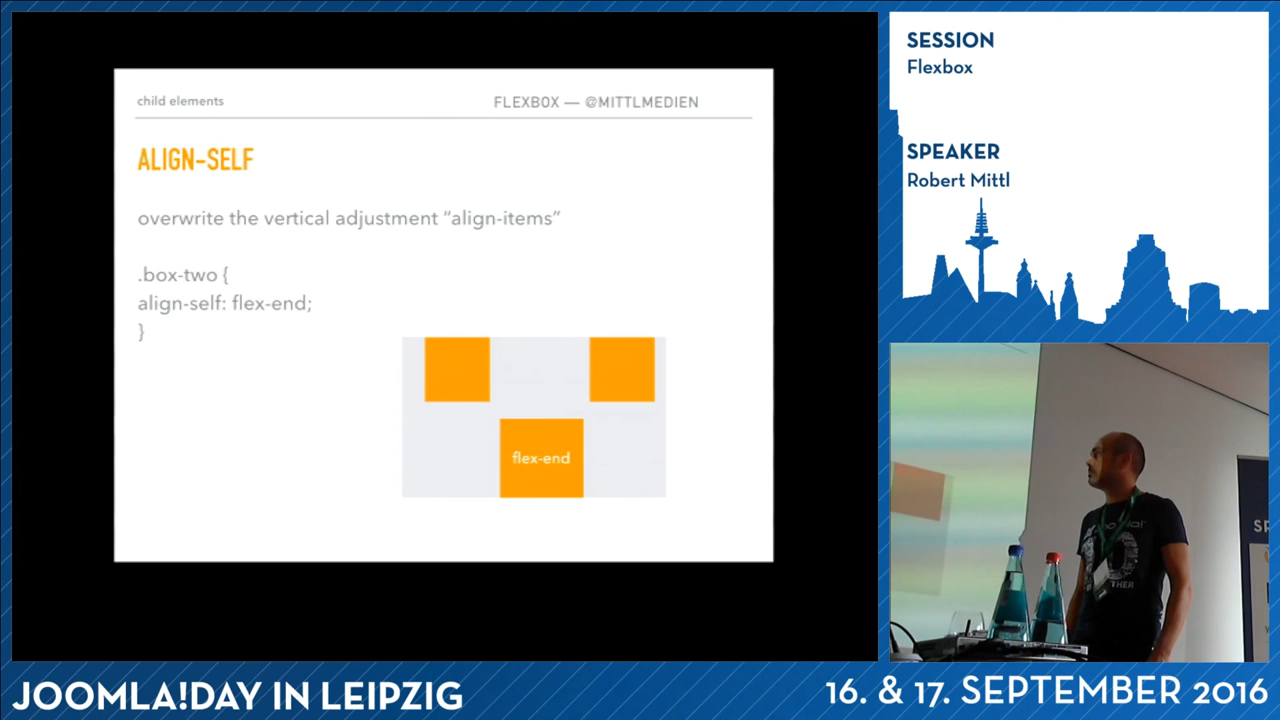 child elements
FLEXBOX — @MITTLMEDIEN
ALIGN-SELF
overwrite the vertical adjustment “align-items”
.box-two {
align-self: flex-end;
}
flex-end
SESSION
Flexbox
SPEAKER
Robert Mittl
THER
JOOMLA!DAY IN LEIPZIG
16. & 17. SEPTEMBER 2016